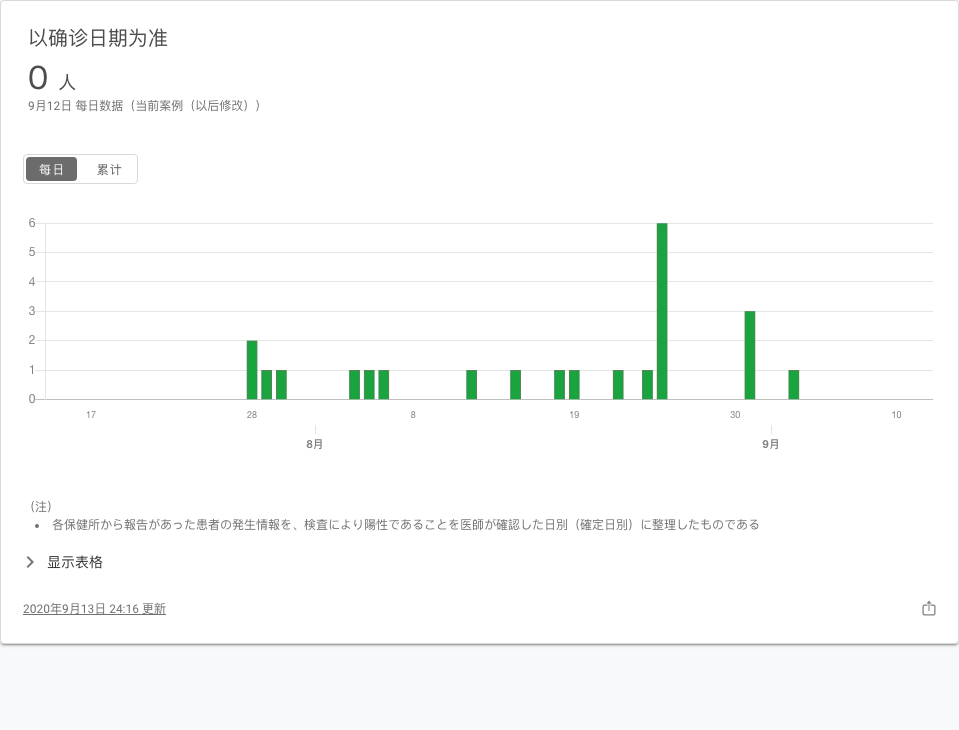 以确诊日期为准
0 人
9月12日 每日数据（当前案例（以后修改））
每日 累计
6
5
4
3
2
1
0
17 28 8 19 30 10
8月 9月
（注）
• 各保健所から報告があった患者の発生情報を、検査により陽性であることを医師が確認した日別（確定日別）に整理したものである
显示表格
2020年9月13日 24:16 更新